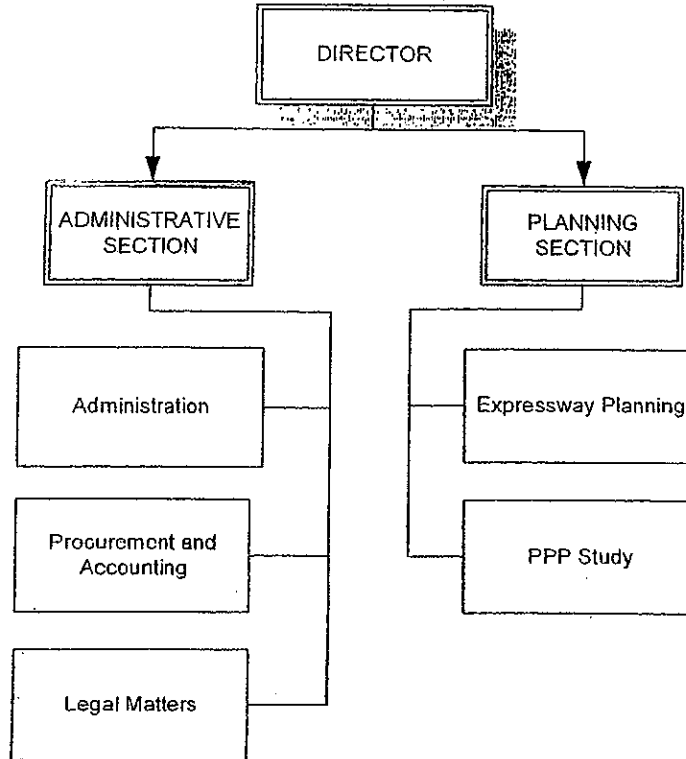 DIRECTOR
ADMINISTRATIVE
SECTION
PLANNING
SECTION
Administration
Expressway Planning
Procurement and
Accounting
PPP Study
Legal Matters